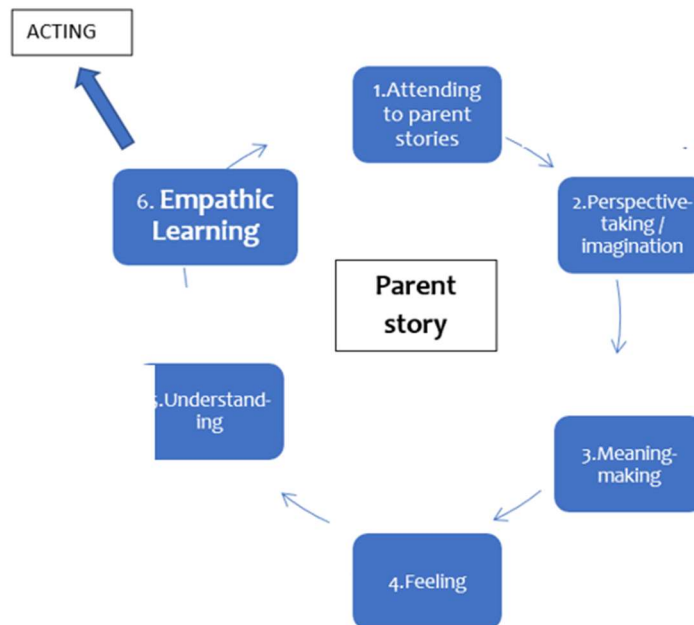 ACTING
1.Attending
to parent
stories
2.Perspective-
taking /
imagination
3.Meaning-
making
4.Feeling
5.Understand-
ing
6. Empathic
Learning
Parent
story